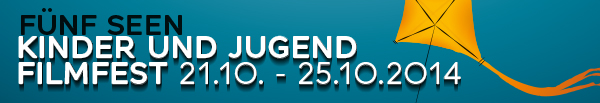 FÜNF SEEN
KINDER UND JUGEND
FILMFEST 21.10. - 25.10.2014